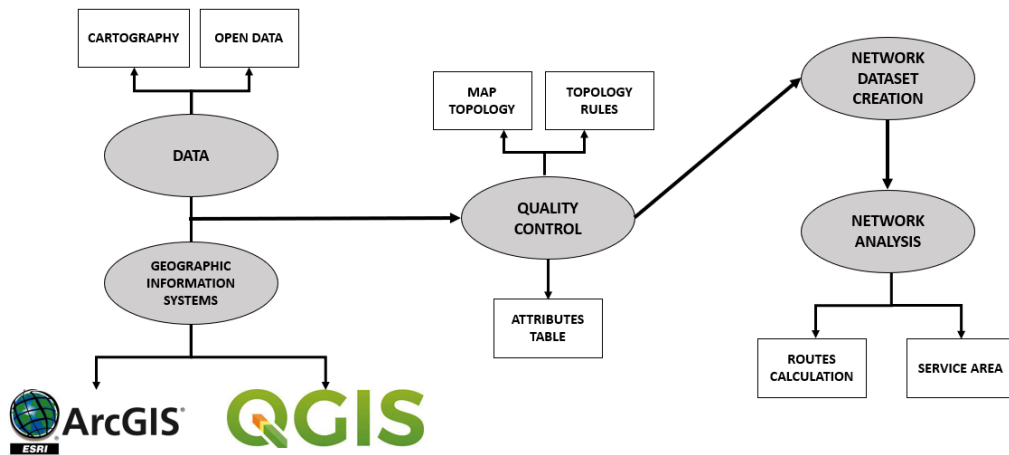 CARTOGRAPHY
OPEN DATA
DATA
GEOGRAPHIC
INFORMATION
SYSTEMS
ArcGIS®
ESRI
QGIS
MAP
TOPOLOGY
TOPOLOGY
RULES
QUALITY
CONTROL
ATTRIBUTES
TABLE
NETWORK
DATASET
CREATION
NETWORK
ANALYSIS
ROUTES
CALCULATION
SERVICE AREA